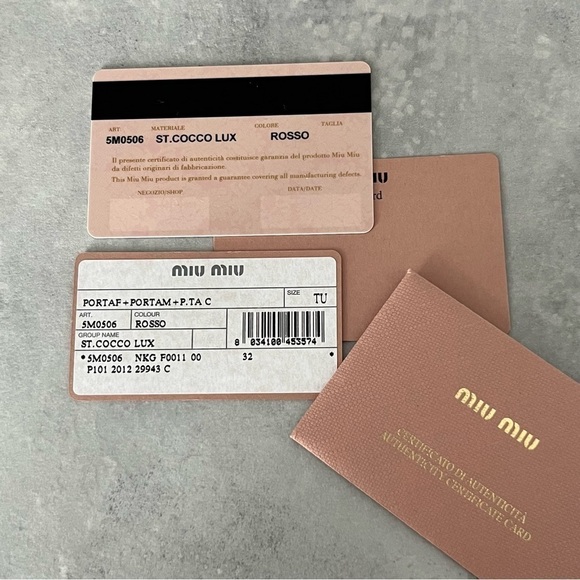 ART. MATERIALE COLORE TAGLIA
5M0506 ST.COCCO LUX ROSSO
Il presente certificato di autenticità costituisce garanzia del prodotto Miu Miu
da difetti originari di fabbricazione.
This Miu Miu product is granted a guarantee covering all manufacturing defects.
NEGOZIO/SHOP DATA/DATE
miu miu
PORTAF+PORTAM+P.TA C
SIZE
TU
ART. COLOUR
5M0506 ROSSO
GROUP NAME
ST.COCCO LUX
8 034100 453574
•5M0506 NKG F0011 00 32 •
P101 2012 29943 C
miu miu
CERTIFICATO DI AUTENTICITÀ
AUTHENTICITY CERTIFICATE CARD